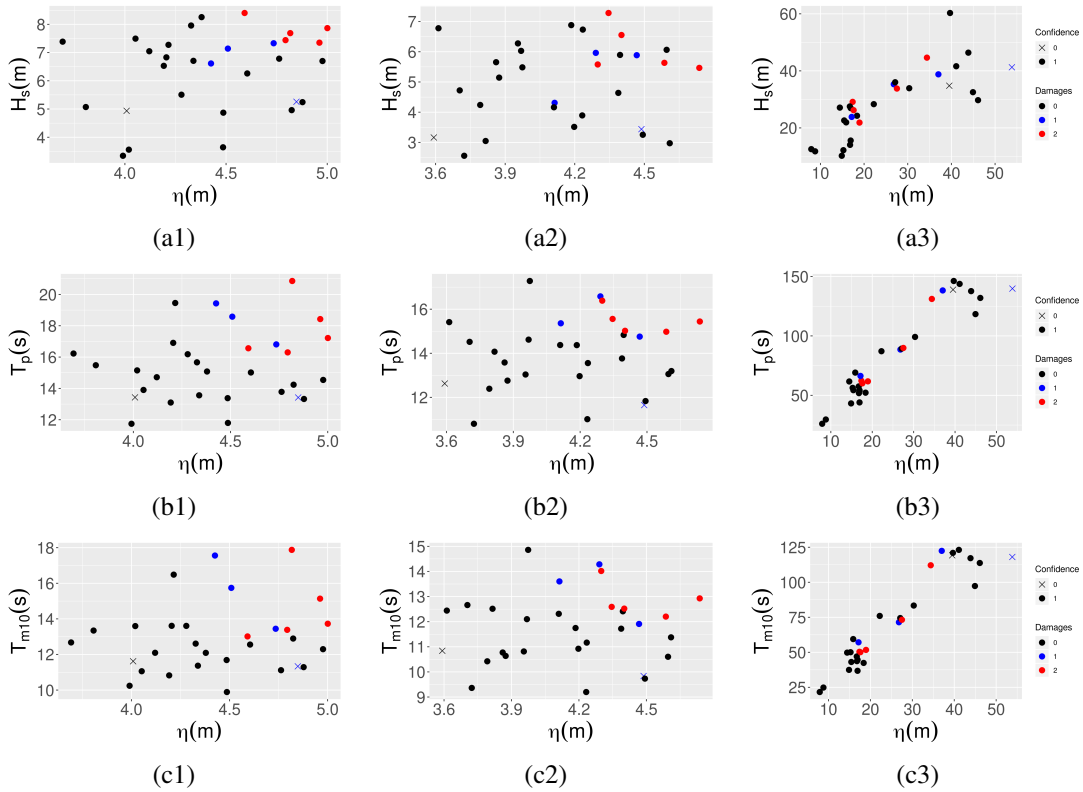 Hs(m)
8
7
6
5
4
4.0 4.5 5.0
η(m)
(a1)
Hs(m)
7
6
5
4
3
3.6 3.9 4.2 4.5
η(m)
(a2)
Hs(m)
60
40
20
10 20 30 40 50
η(m)
(a3)
Confidence
0
1
Damages
0
1
2
Tp(s)
20
18
16
14
12
4.0 4.5 5.0
η(m)
(b1)
Tp(s)
16
14
12
3.6 3.9 4.2 4.5
η(m)
(b2)
Tp(s)
150
100
50
10 20 30 40 50
η(m)
(b3)
Confidence
0
1
Damages
0
1
2
Tm10(s)
18
16
14
12
10
4.0 4.5 5.0
η(m)
(c1)
Tm10(s)
15
14
13
12
11
10
9
3.6 3.9 4.2 4.5
η(m)
(c2)
Tm10(s)
125
100
75
50
25
10 20 30 40 50
η(m)
(c3)
Confidence
0
1
Damages
0
1
2